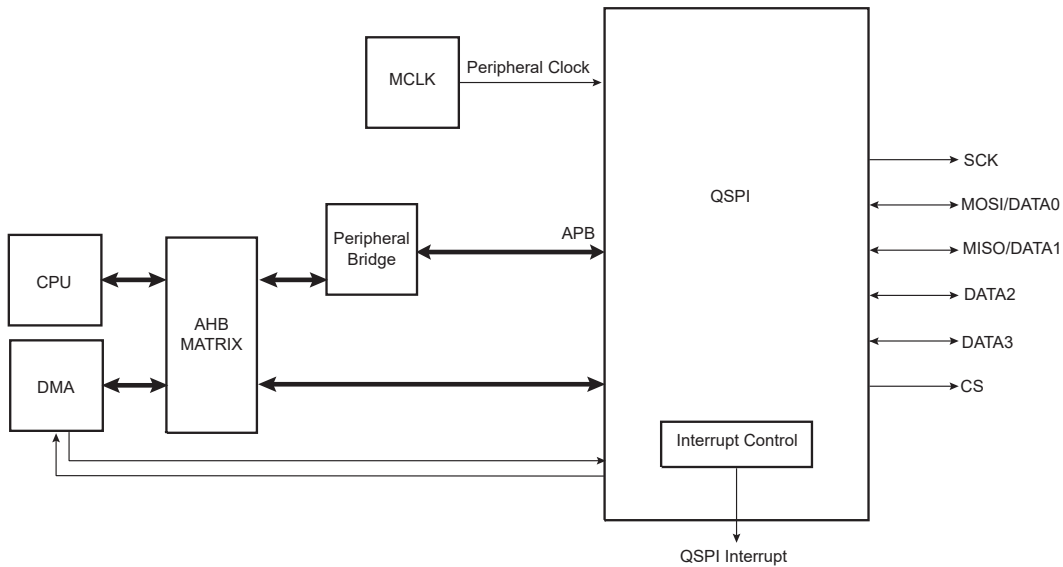 MCLK
Peripheral Clock
QSPI
SCK
MOSI/DATA0
MISO/DATA1
DATA2
DATA3
CS
Peripheral
Bridge
APB
CPU
AHB
MATRIX
DMA
Interrupt Control
QSPI Interrupt